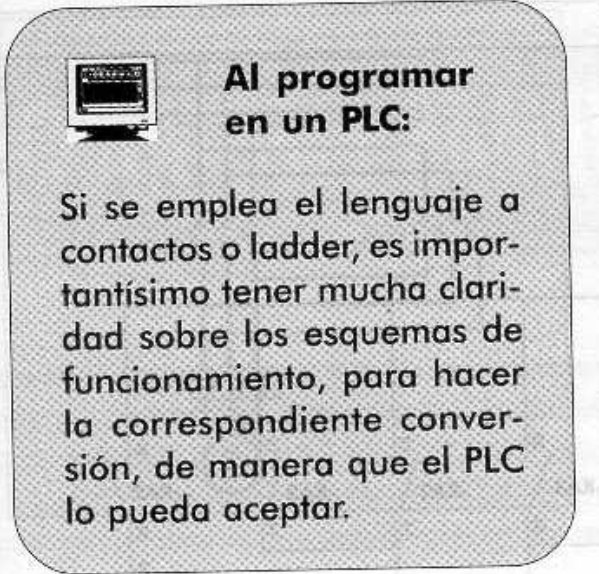 Al programar
en un PLC:
Si se emplea el lenguaje a
contactos o ladder, es impor-
tantísimo tener mucha clari-
dad sobre los esquemas de
funcionamiento, para hacer
la correspondiente conver-
sión, de manera que el PLC
lo pueda aceptar.